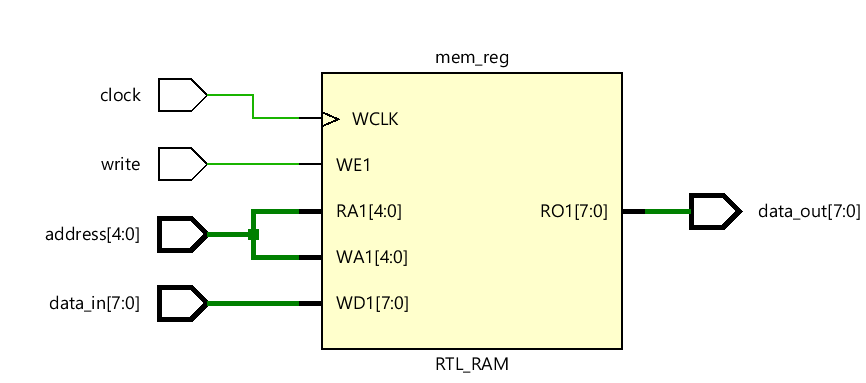 mem_reg
clock
WCLK
write
WE1
RA1[4:0]
RO1[7:0]
data_out[7:0]
address[4:0]
WA1[4:0]
data_in[7:0]
WD1[7:0]
RTL_RAM